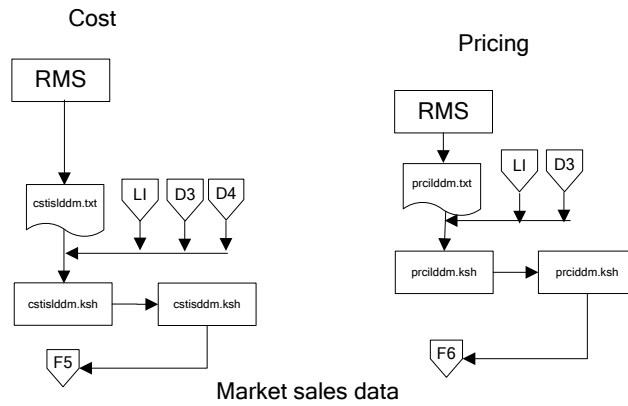 Cost
RMS
cstislddm.txt
LI
D3
D4
cstislddm.ksh
cstisddm.ksh
F5
Pricing
RMS
prcilddm.txt
LI
D3
prcilddm.ksh
prciddm.ksh
F6
Market sales data